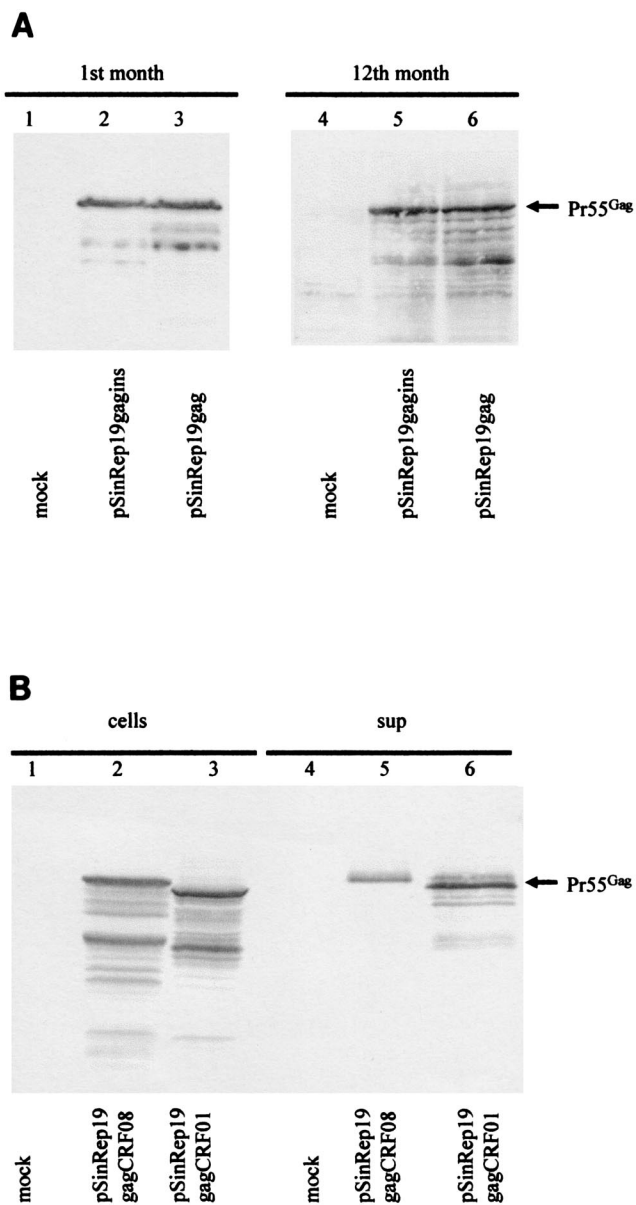 A
1st month 12th month
1 2 3 4 5 6
Pr55Gag
mock
pSinRep19gagins
pSinRep19gag
mock
pSinRep19gagins
pSinRep19gag
B
cells sup
1 2 3 4 5 6
Pr55Gag
mock
pSinRep19
gagCRF08
pSinRep19
gagCRF01
mock
pSinRep19
gagCRF08
pSinRep19
gagCRF01